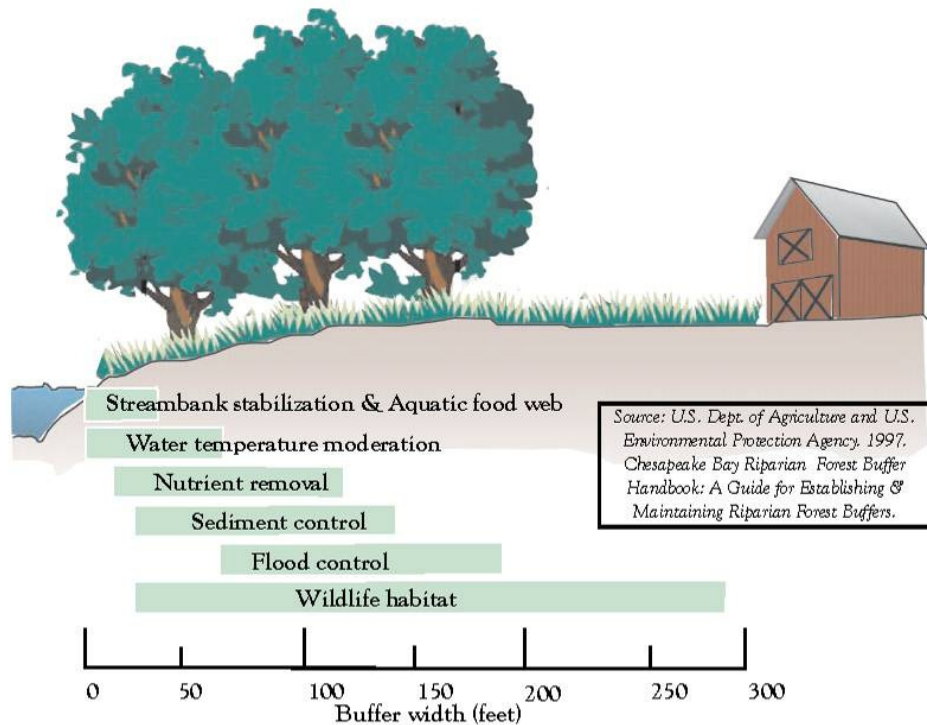 Streambank stabilization & Aquatic food web
Water temperature moderation
Nutrient removal
Sediment control
Flood control
Wildlife habitat
Source: U.S. Dept. of Agriculture and U.S.
Environmental Protection Agency. 1997.
Chesapeake Bay Riparian Forest Buffer
Handbook: A Guide for Establishing &
Maintaining Riparian Forest Buffers.
0 50 100 150 200 250 300
Buffer width (feet)